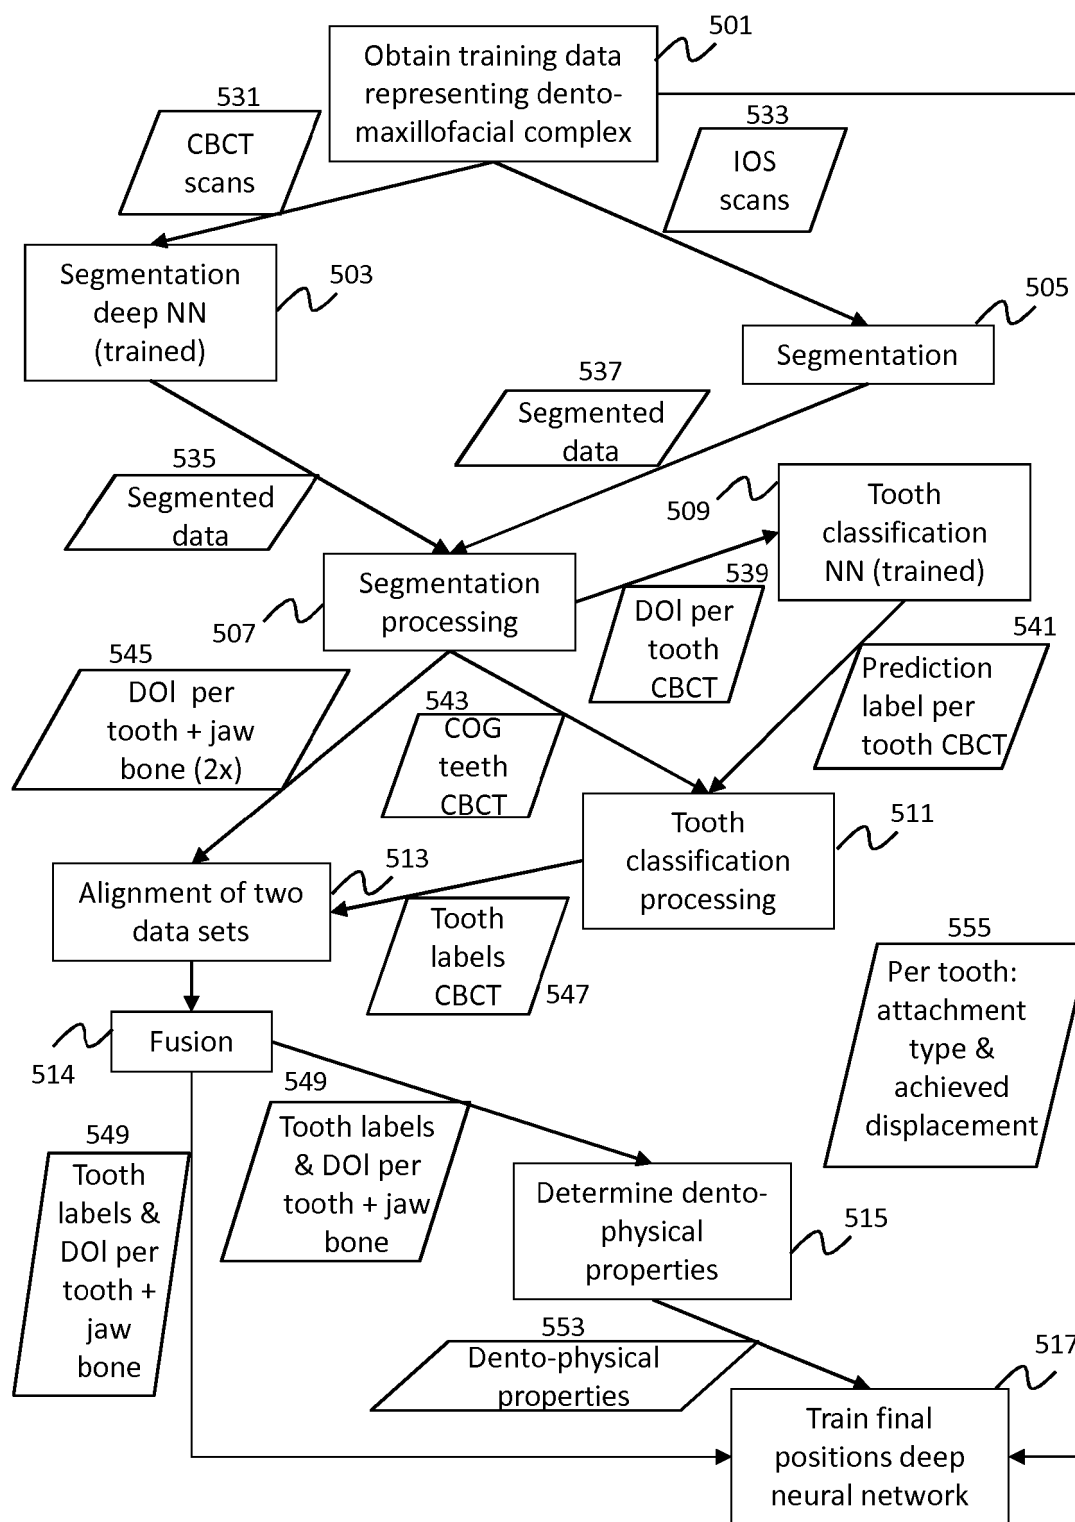 501
Obtain training data
representing dento-
maxillofacial complex
531
CBCT
scans
533
IOS
scans
Segmentation
deep NN
(trained)
503
505
Segmentation
537
Segmented
data
535
Segmented
data
509
Tooth
classification
NN (trained)
Segmentation
processing
507
539
DOI per
tooth
CBCT
541
Prediction
label per
tooth CBCT
545
DOI per
tooth + jaw
bone (2x)
543
COG
teeth
CBCT
Tooth
classification
processing
511
513
Alignment of two
data sets
Tooth
labels
CBCT
547
555
Per tooth:
attachment
type &
achieved
displacement
Fusion
514
549
Tooth labels
& DOI per
tooth + jaw
bone
549
Tooth
labels &
DOI per
tooth +
jaw
bone
Determine dento-
physical
properties
515
553
Dento-physical
properties
517
Train final
positions deep
neural network